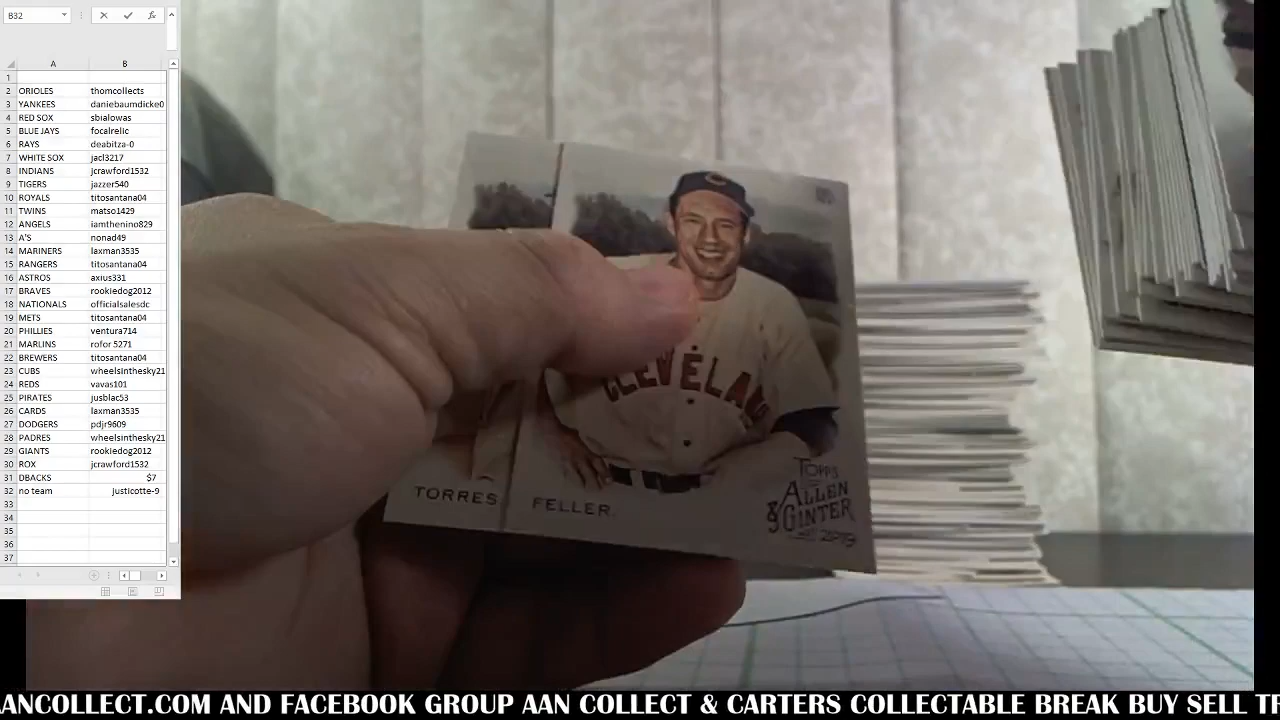 B32
fx
A B
1
2 ORIOLES thomcollects
3 YANKEES daniebaumdicke0
4 RED SOX sbialowas
5 BLUE JAYS focalrelic
6 RAYS deabitza-0
7 WHITE SOX jacl3217
8 INDIANS jcrawford1532
9 TIGERS jazzer540
10 ROYALS titosantana04
11 TWINS matso1429
12 ANGELS iamthenino829
13 A'S nonad49
14 MARINERS laxman3535
15 RANGERS titosantana04
16 ASTROS axius331
17 BRAVES rookiedog2012
18 NATIONALS officialsalesdc
19 METS titosantana04
20 PHILLIES ventura714
21 MARLINS rofor 5271
22 BREWERS titosantana04
23 CUBS wheelsinthesky21
24 REDS vavas101
25 PIRATES jusblac53
26 CARDS laxman3535
27 DODGERS pdjr9609
28 PADRES wheelsinthesky21
29 GIANTS rookiedog2012
30 ROX jcrawford1532
31 DBACKS $7
32 no team justicotte-9
33
34
35
36
37
C
CLEVELAN
TORRES
FELLER
TOPPS
ALLEN
& GINTER
2019
AANCOLLECT.COM AND FACEBOOK GROUP AAN COLLECT & CARTERS COLLECTABLE BREAK BUY SELL